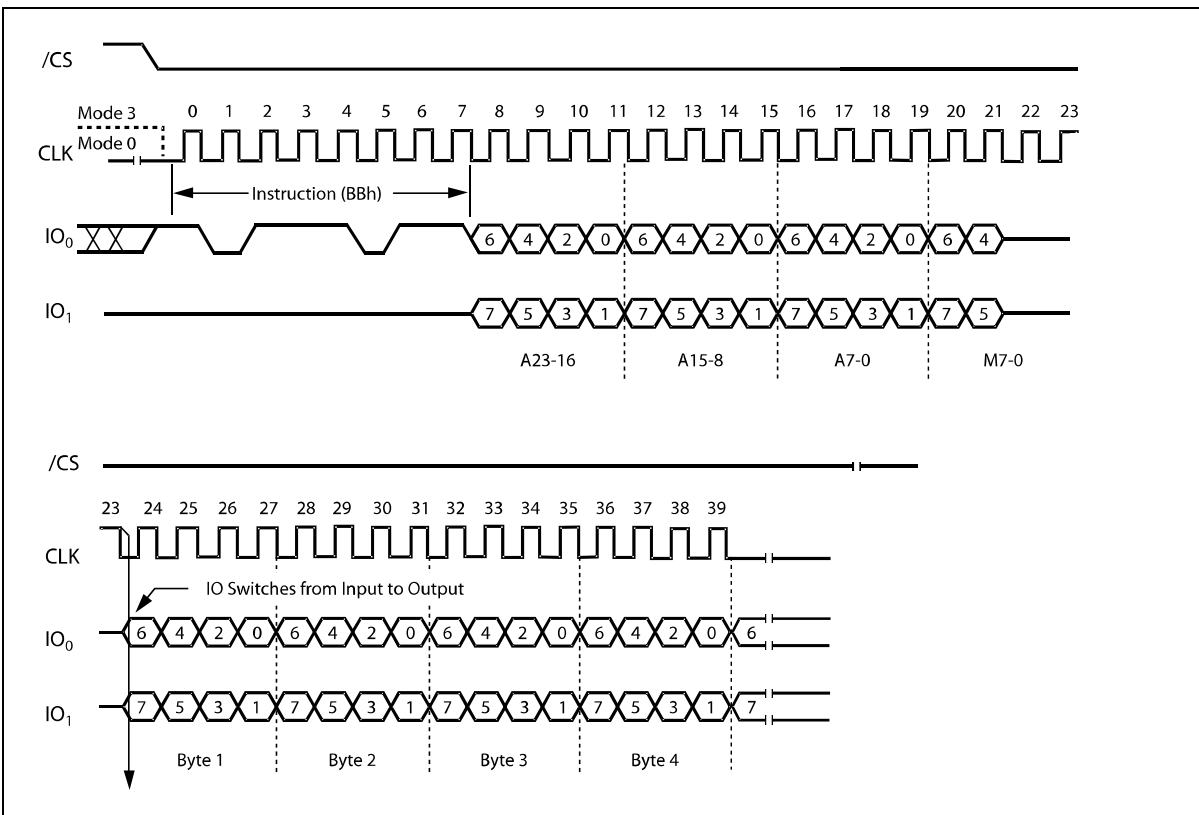 /CS
Mode 3
0 1 2 3 4 5 6 7 8 9 10 11 12 13 14 15 16 17 18 19 20 21 22 23
Mode 0
CLK
Instruction (BBh)
IO0 6 4 2 0 6 4 2 0 6 4 2 0 6 4
IO1 7 5 3 1 7 5 3 1 7 5 3 1 7 5
A23-16 A15-8 A7-0 M7-0
/CS
23 24 25 26 27 28 29 30 31 32 33 34 35 36 37 38 39
CLK
IO Switches from Input to Output
IO0 6 4 2 0 6 4 2 0 6 4 2 0 6 4 2 0 6
IO1 7 5 3 1 7 5 3 1 7 5 3 1 7 5 3 1 7
Byte 1 Byte 2 Byte 3 Byte 4